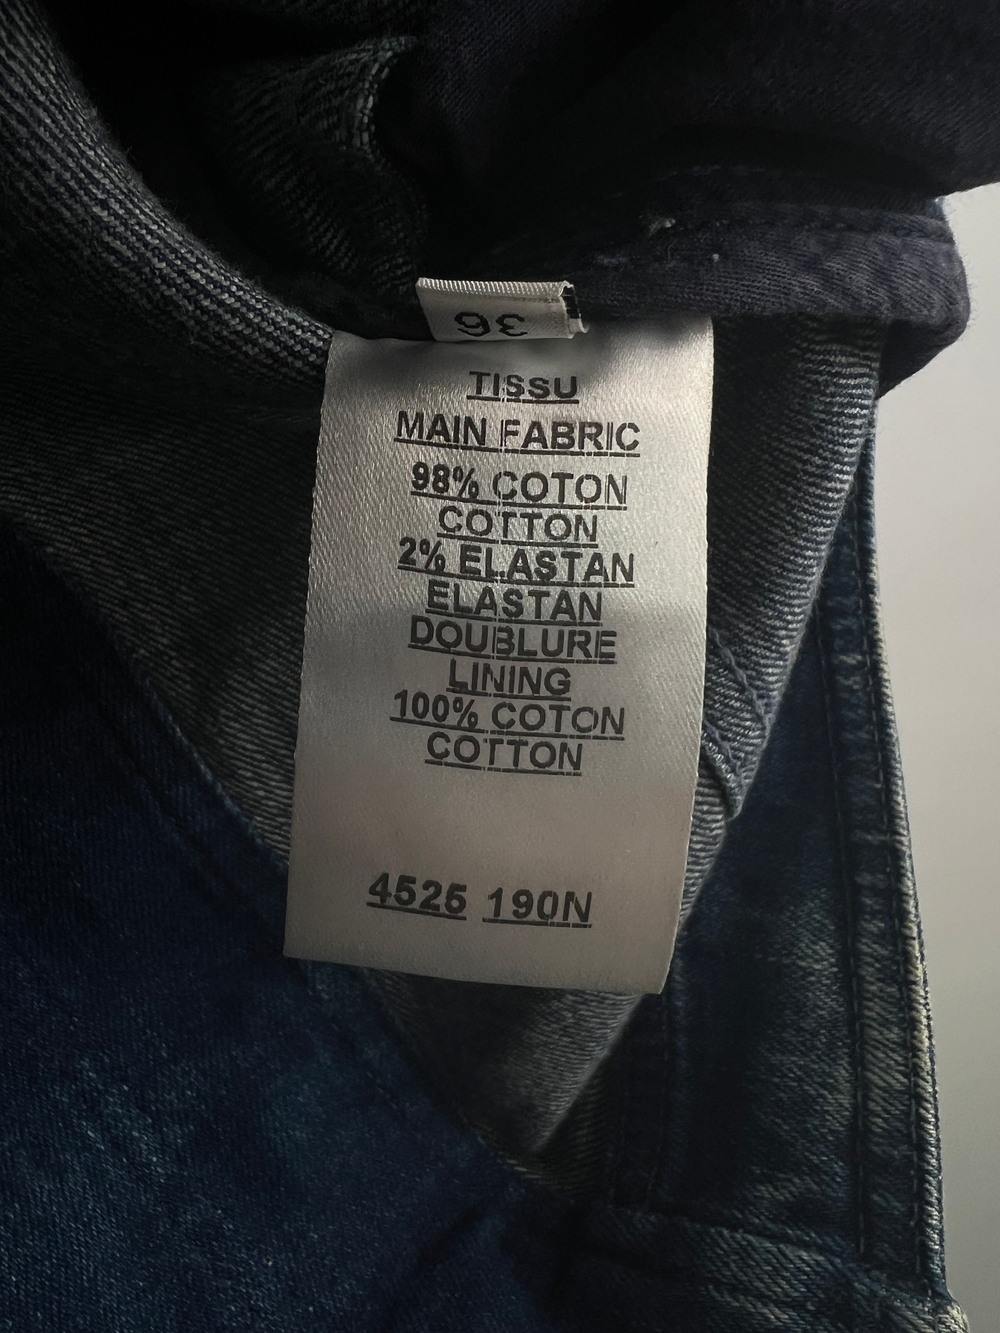 36
TISSU
MAIN FABRIC
98% COTON
COTTON
2% ELASTAN
ELASTAN
DOUBLURE
LINING
100% COTON
COTTON
4525 190N